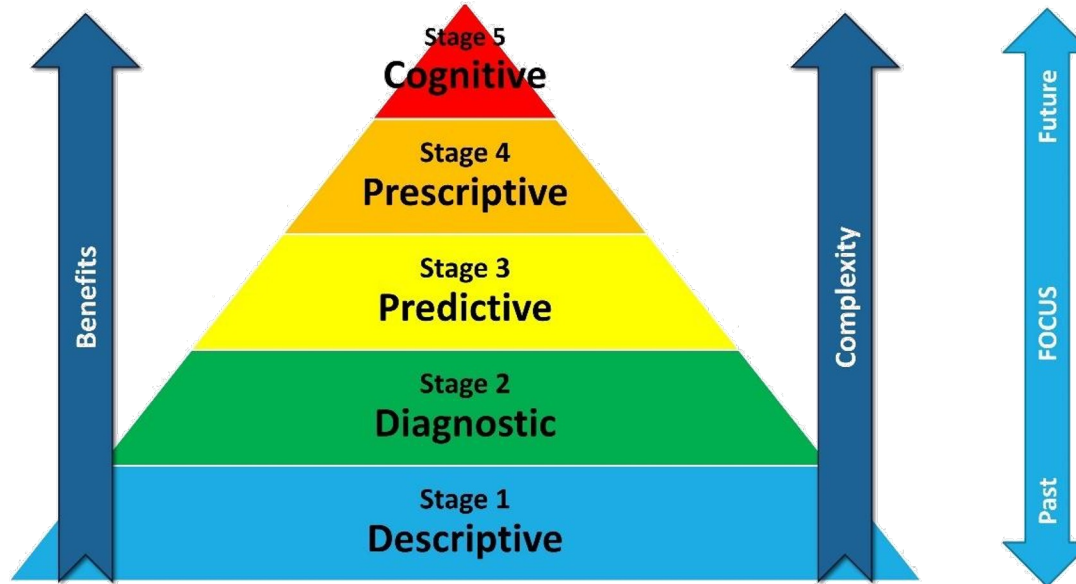 Stage 5
Cognitive
Stage 4
Prescriptive
Stage 3
Predictive
Stage 2
Diagnostic
Stage 1
Descriptive
Benefits
Complexity
Future
FOCUS
Past